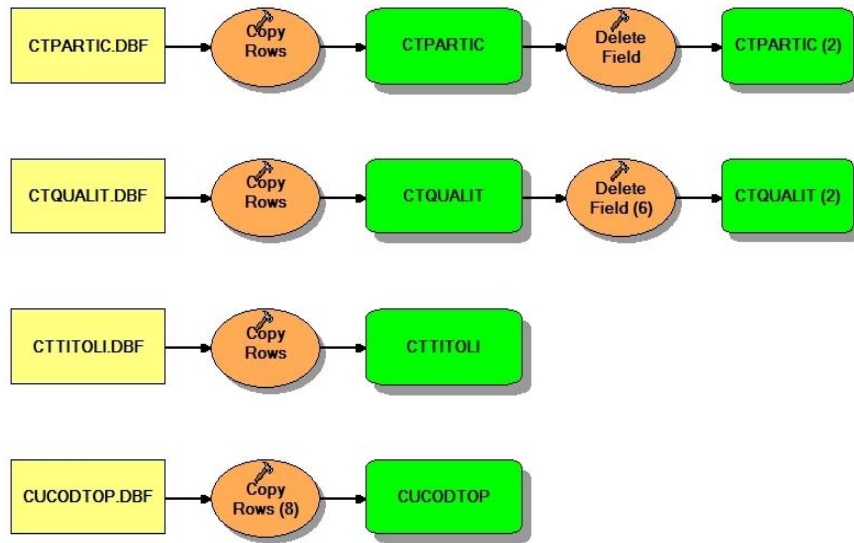 CTPARTIC.DBF
Copy
Rows
CTPARTIC
Delete
Field
CTPARTIC (2)
CTQUALIT.DBF
Copy
Rows
CTQUALIT
Delete
Field (6)
CTQUALIT (2)
CTTITOLI.DBF
Copy
Rows
CTTITOLI
CUCODTOP.DBF
Copy
Rows (8)
CUCODTOP